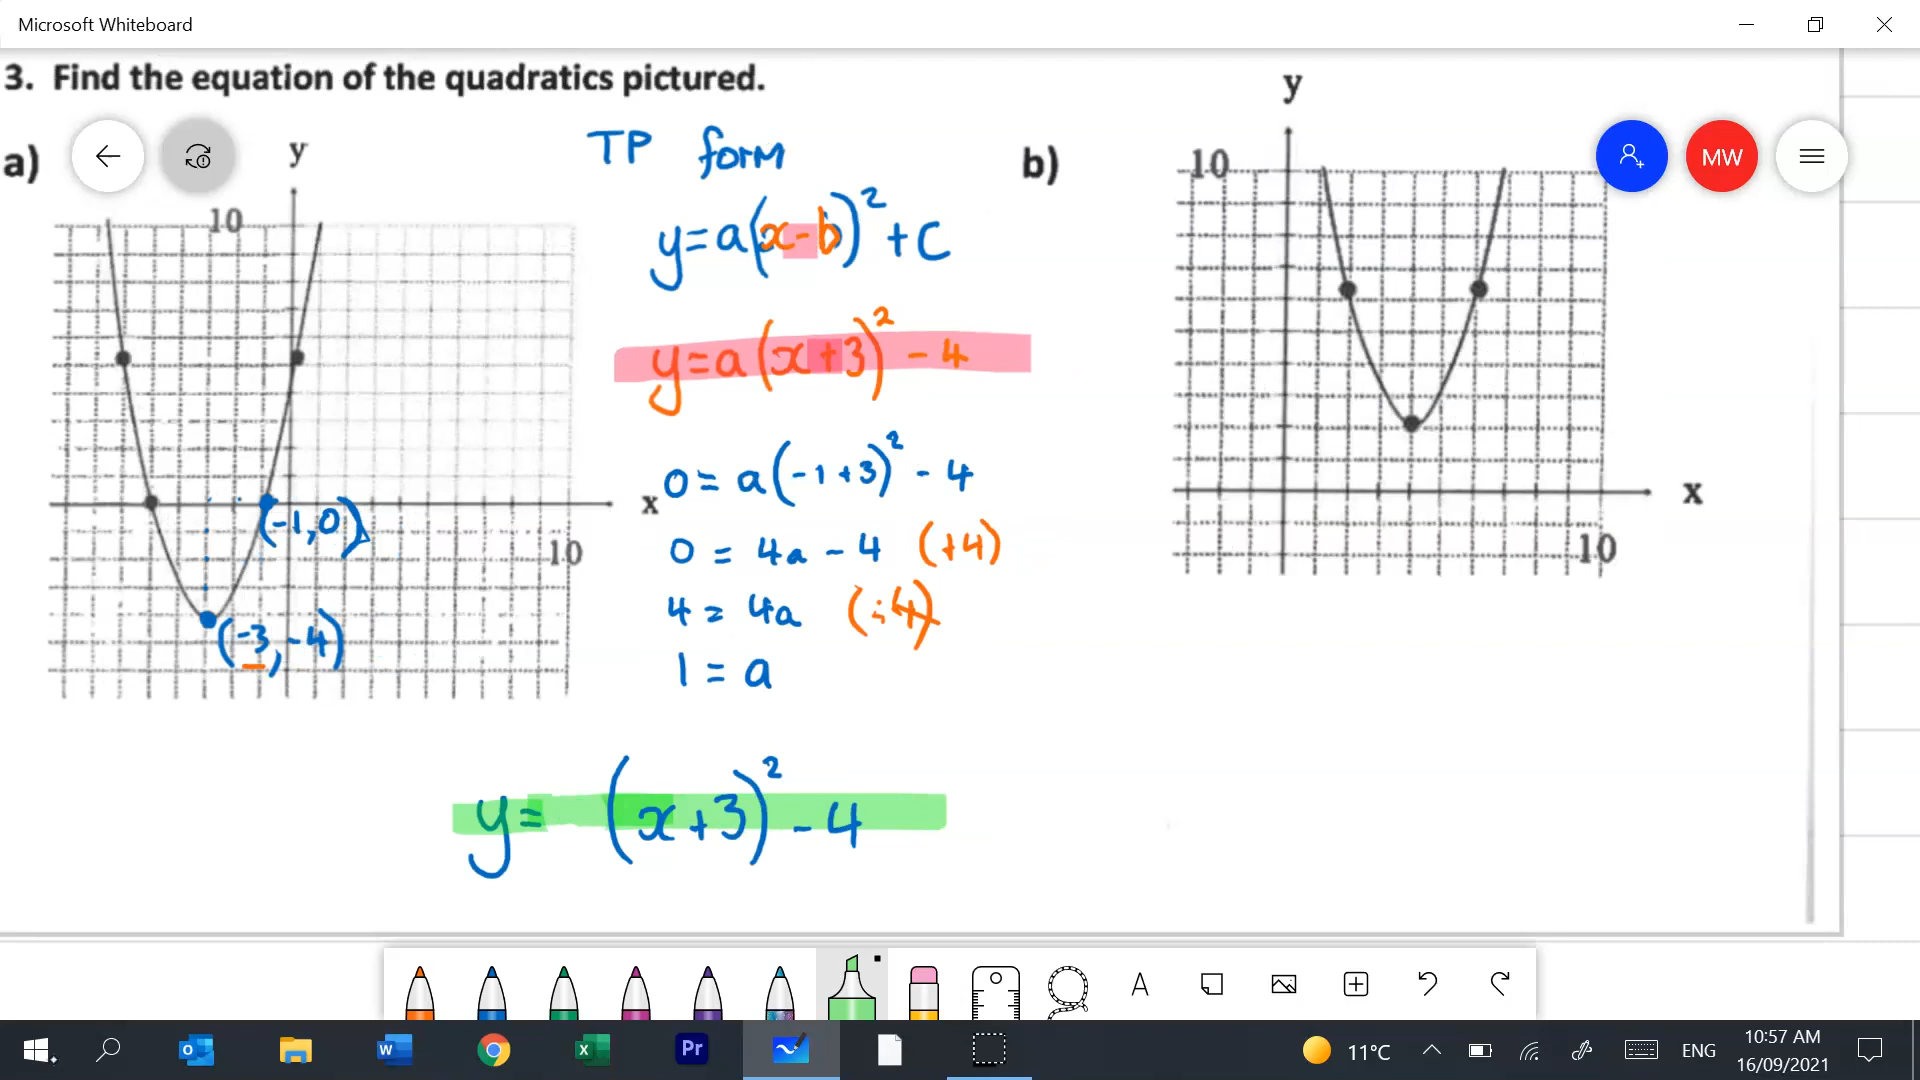 Microsoft Whiteboard
3. Find the equation of the quadratics pictured.
a)
y
10
x
10
(-1,0)
(-3,-4)
TP form
y=a(x-b)²+c
y=a(x+3)²-4
0=a(-1+3)²-4
0=4a-4 (+4)
4=4a (÷4)
1=a
y=(x+3)²-4
b)
y
10
x
10
MW
A
O
W
X
Pr
11°C
ENG
10:57 AM
16/09/2021